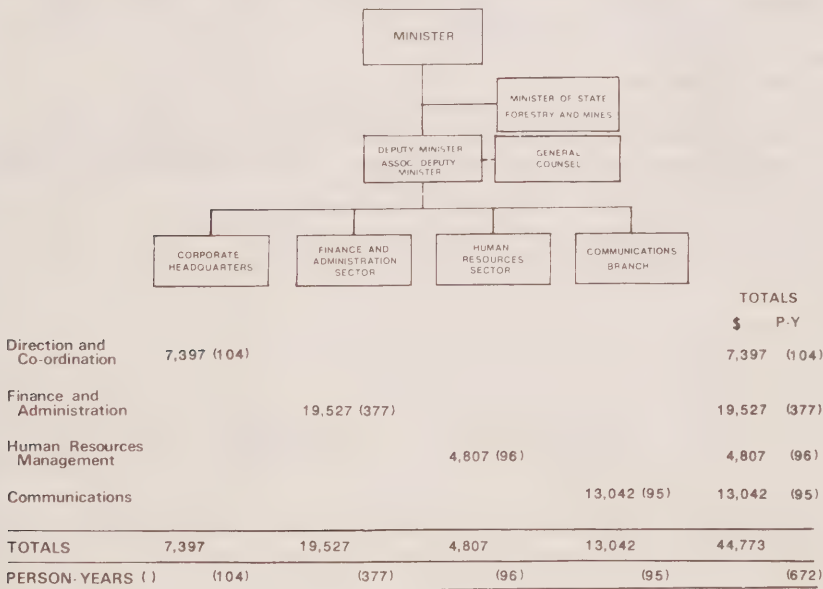 MINISTER
MINISTER OF STATE
FORESTRY AND MINES
DEPUTY MINISTER
ASSOC. DEPUTY
MINISTER
GENERAL
COUNSEL
CORPORATE
HEADQUARTERS
FINANCE AND
ADMINISTRATION
SECTOR
HUMAN
RESOURCES
SECTOR
COMMUNICATIONS
BRANCH
TOTALS
$ P-Y
Direction and
Co-ordination 7,397 (104) 7,397 (104)
Finance and
Administration 19,527 (377) 19,527 (377)
Human Resources
Management 4,807 (96) 4,807 (96)
Communications 13,042 (95) 13,042 (95)
TOTALS 7,397 19,527 4,807 13,042 44,773
PERSON-YEARS ( ) (104) (377) (96) (95) (672)